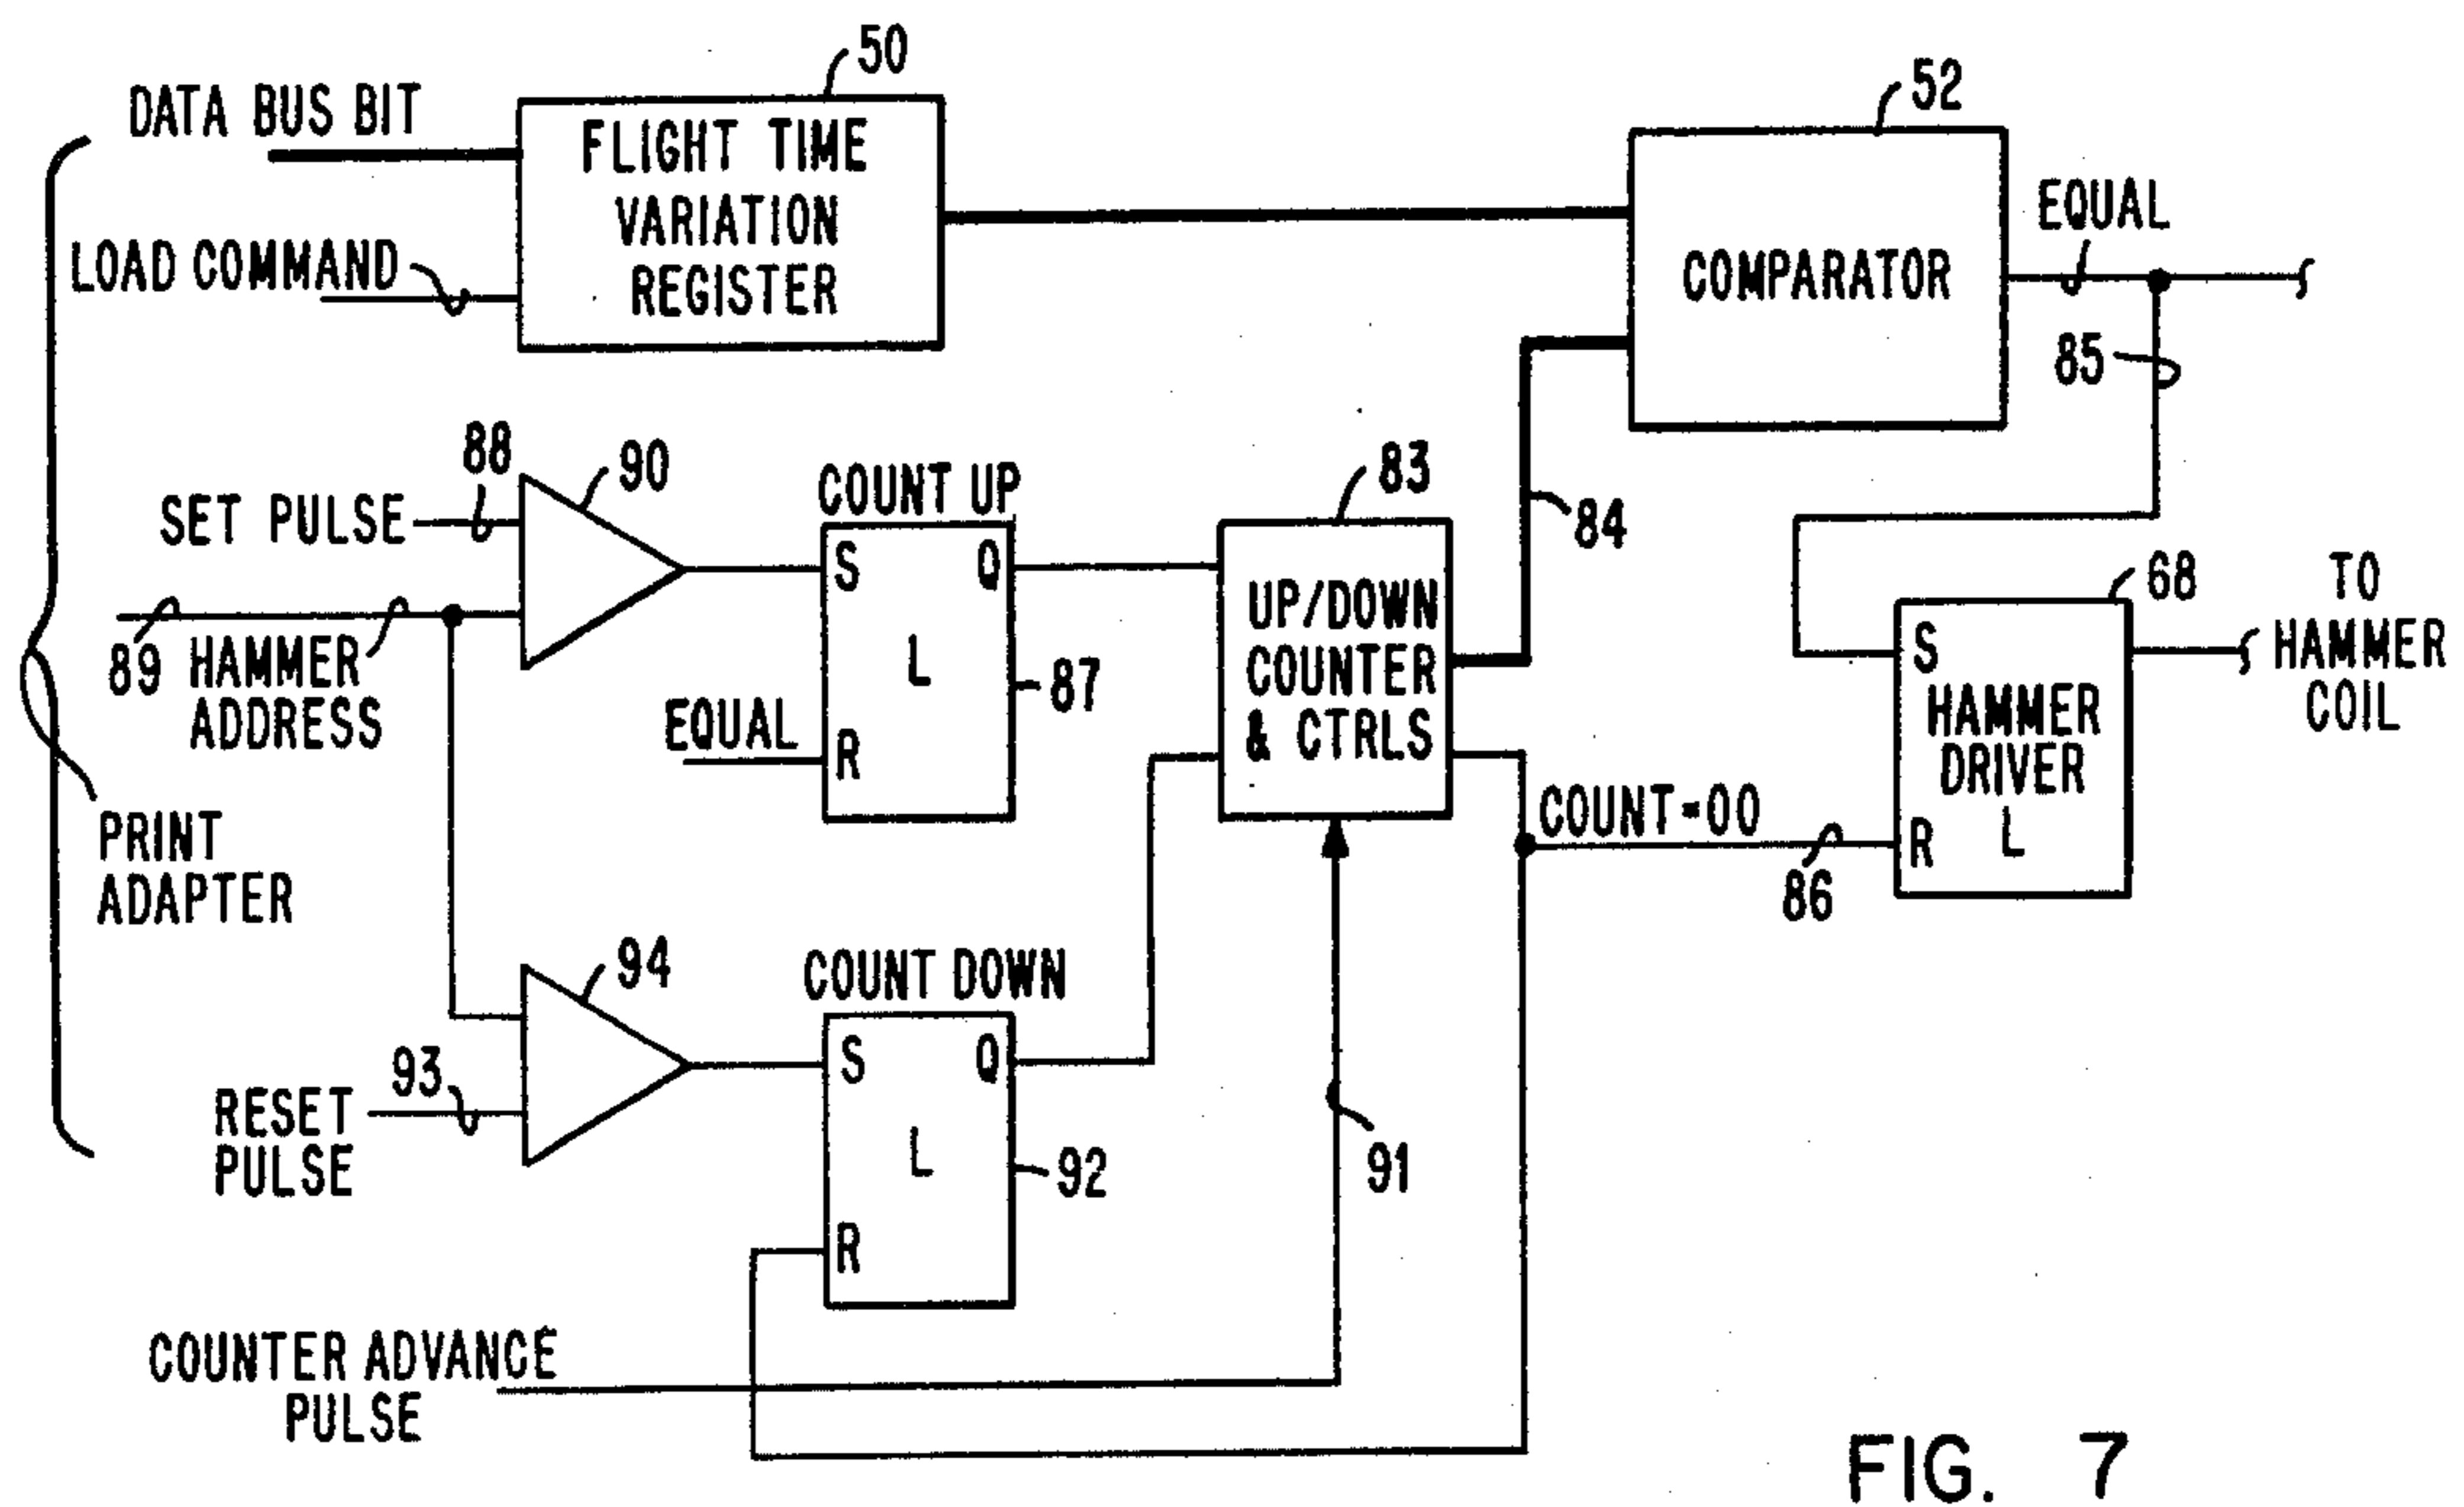 50
DATA BUS BIT
FLIGHT TIME
VARIATION
REGISTER
LOAD COMMAND
52
COMPARATOR
EQUAL
85
SET PULSE
88
90
89
HAMMER
ADDRESS
COUNT UP
S
Q
L
R
EQUAL
87
83
UP/DOWN
COUNTER
& CTRLS
84
COUNT=00
86
68
S
HAMMER
DRIVER
L
R
TO
HAMMER
COIL
PRINT
ADAPTER
94
93
RESET
PULSE
COUNT DOWN
S
Q
L
R
92
91
COUNTER ADVANCE
PULSE
FIG. 7